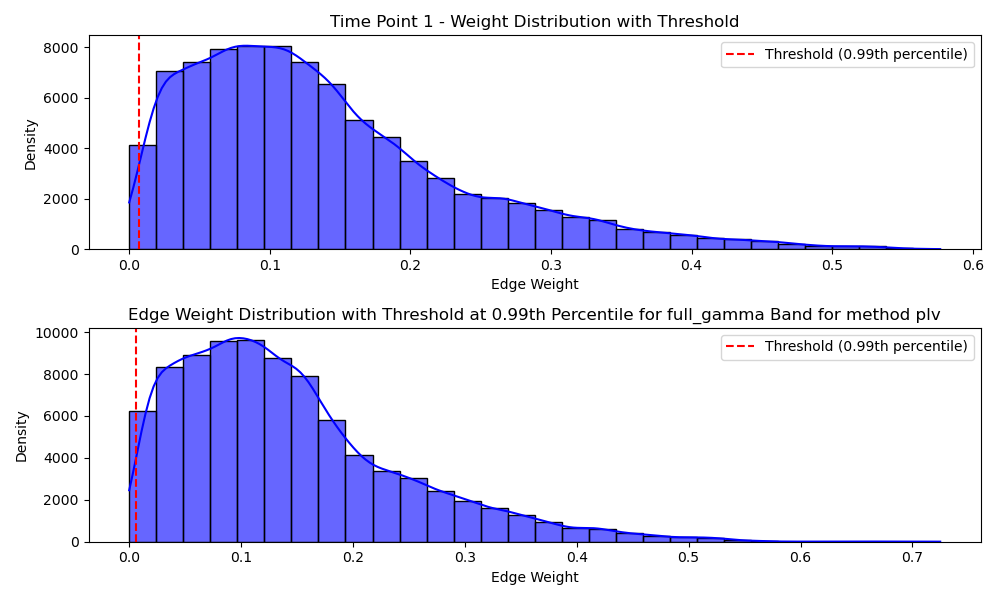 Time Point 1 - Weight Distribution with Threshold
Threshold (0.99th percentile)
Density
8000
6000
4000
2000
0
0.0 0.1 0.2 0.3 0.4 0.5 0.6
Edge Weight
Edge Weight Distribution with Threshold at 0.99th Percentile for full_gamma Band for method plv
Threshold (0.99th percentile)
Density
10000
8000
6000
4000
2000
0
0.0 0.1 0.2 0.3 0.4 0.5 0.6 0.7
Edge Weight